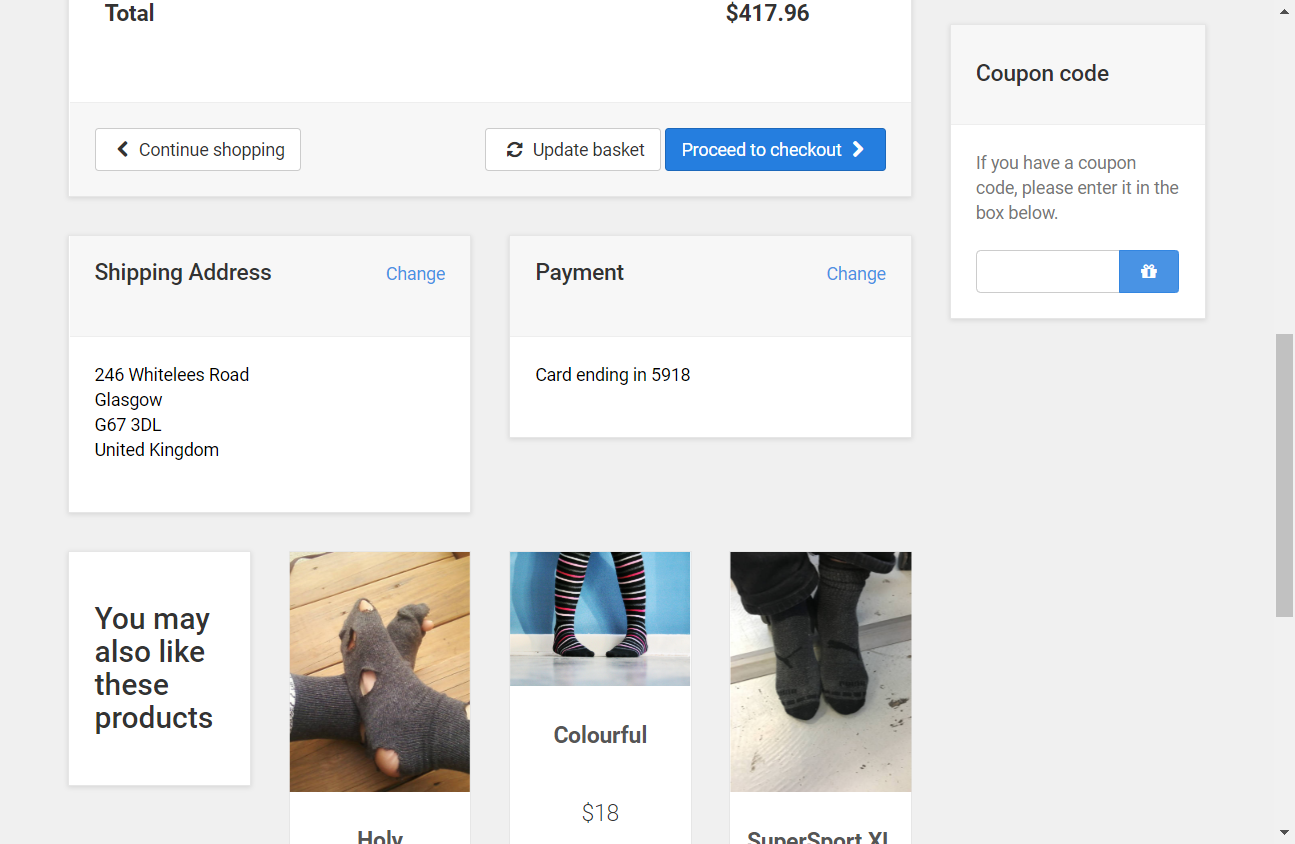 Total $417.96
Continue shopping Update basket Proceed to checkout
Coupon code
If you have a coupon
code, please enter it in the
box below.
Shipping Address Change
246 Whitelees Road
Glasgow
G67 3DL
United Kingdom
Payment Change
Card ending in 5918
You may
also like
these
products
Holy
Colourful
$18
SuperSport XL